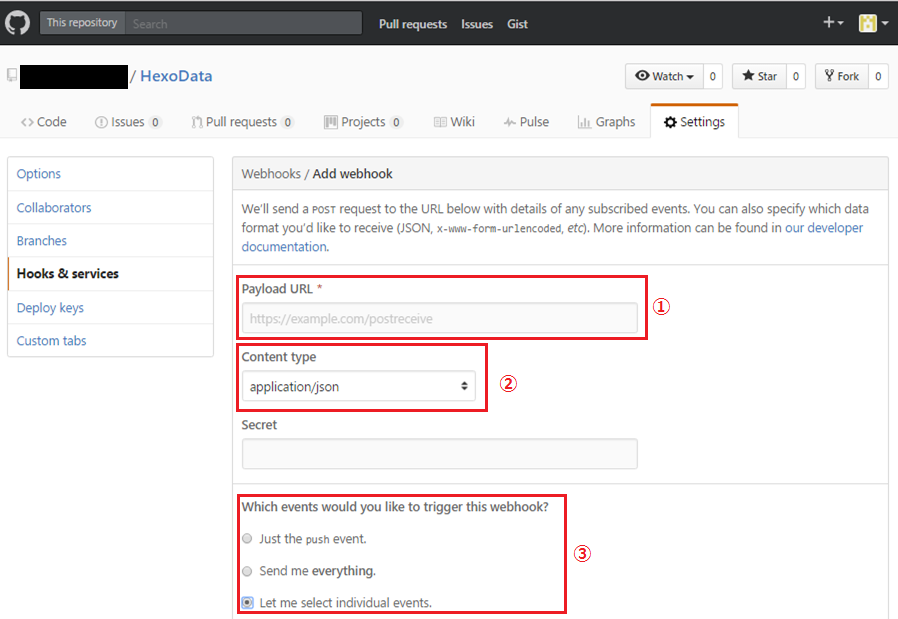 This repository Search Pull requests Issues Gist
/ HexoData Watch 0 Star 0 Fork 0
Code Issues 0 Pull requests 0 Projects 0 Wiki Pulse Graphs Settings
Options
Collaborators
Branches
Hooks & services
Deploy keys
Custom tabs
Webhooks / Add webhook
We'll send a POST request to the URL below with details of any subscribed events. You can also specify which data
format you'd like to receive (JSON, x-www-form-urlencoded, etc). More information can be found in our developer
documentation.
Payload URL *
https://example.com/postreceive
①
Content type
application/json
②
Secret
Which events would you like to trigger this webhook?
Just the push event.
Send me everything.
③
Let me select individual events.